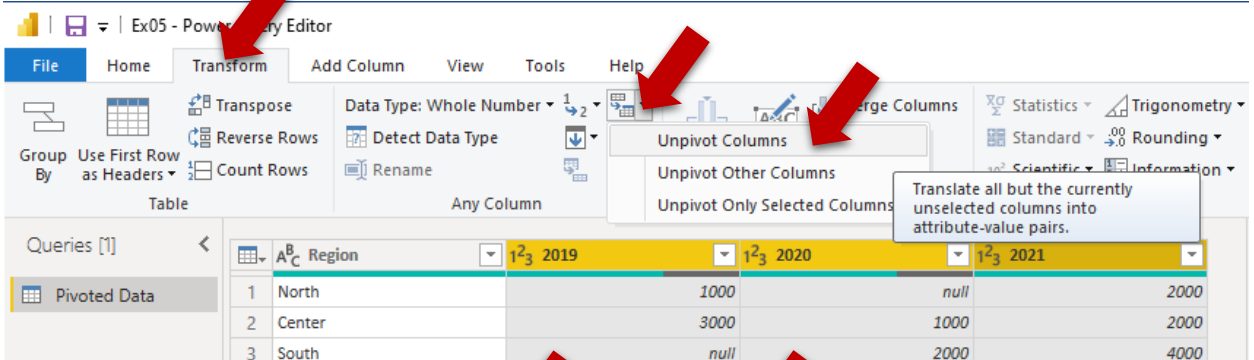 Ex05 - Power Query Editor
File Home Transform Add Column View Tools Help
Transpose Data Type: Whole Number Merge Columns Statistics Trigonometry
Reverse Rows Detect Data Type Unpivot Columns Standard Rounding
Group By Use First Row as Headers Count Rows Rename Unpivot Other Columns Scientific Information
Table Any Column Unpivot Only Selected Columns
Translate all but the currently
unselected columns into
attribute-value pairs.
Queries [1] Region 2019 2020 2021
Pivoted Data 1 North 1000 null 2000
2 Center 3000 1000 2000
3 South null 2000 4000